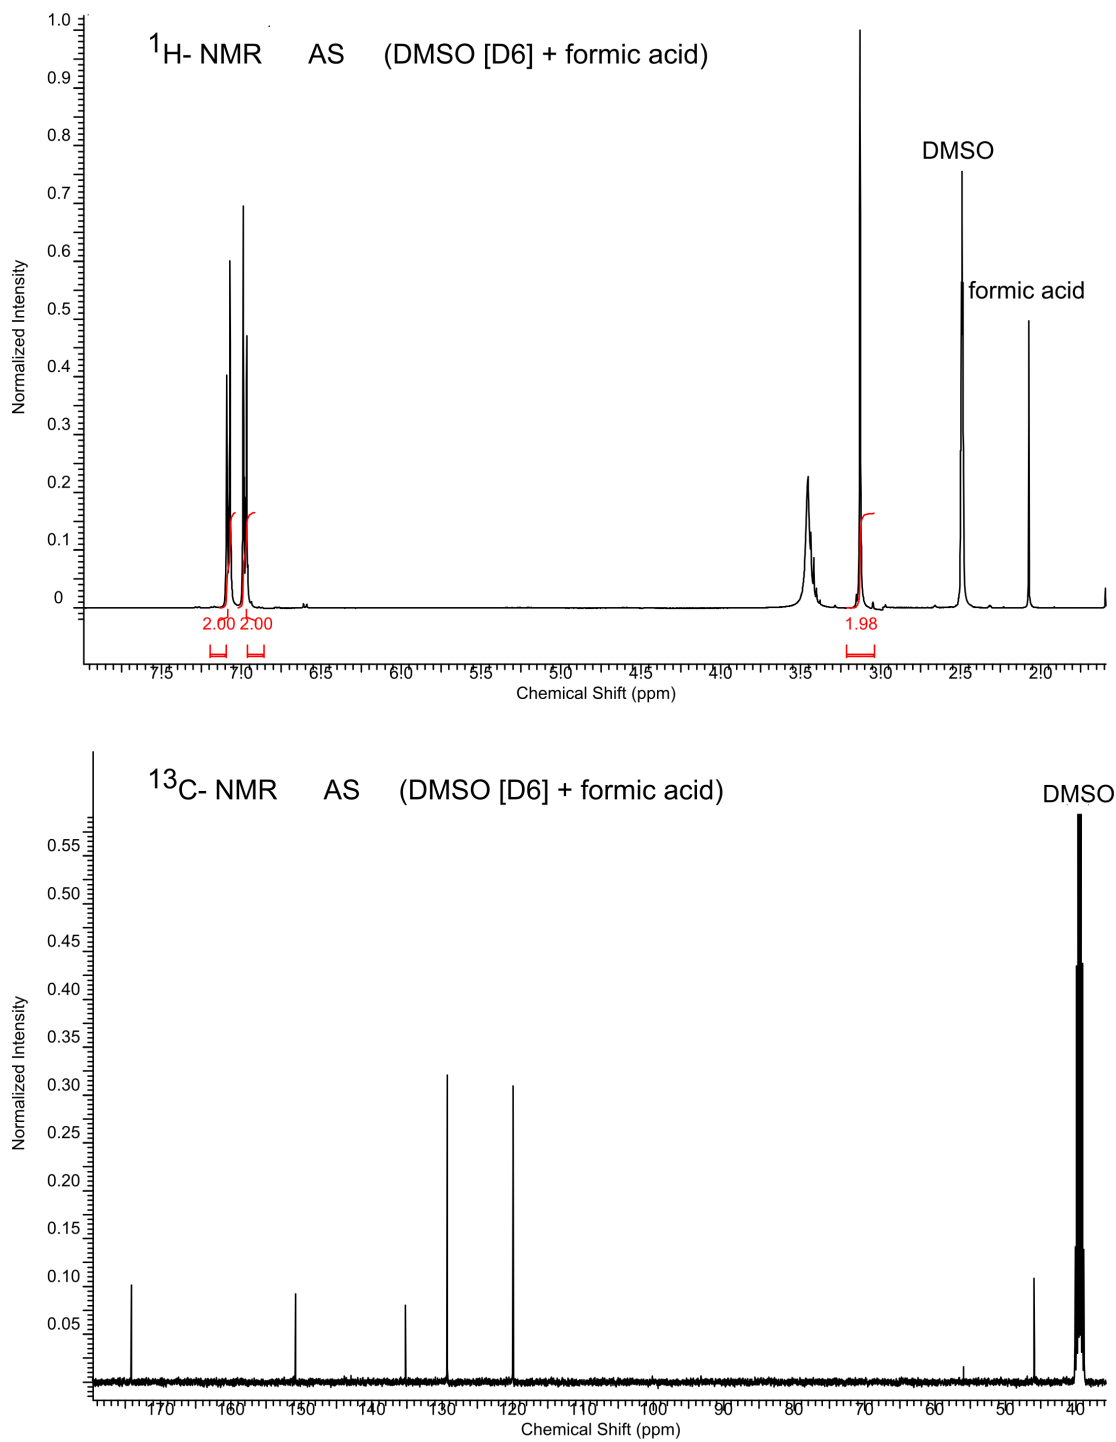 1H- NMR AS (DMSO [D6] + formic acid)
1.0
0.9
0.8
0.7
0.6
0.5
0.4
0.3
0.2
0.1
0
Normalized Intensity
DMSO
formic acid
2.00 2.00 1.98
7.5 7.0 6.5 5.5 5.0 4.5 4.0 3.5 3.0 2.5 2.0
Chemical Shift (ppm)
13C- NMR AS (DMSO [D6] + formic acid)
DMSO
0.55
0.50
0.45
0.40
0.35
0.30
0.25
0.20
0.15
0.10
0.05
Normalized Intensity
170 160 150 140 130 120 110 100 90 80 70 60 50 40
Chemical Shift (ppm)